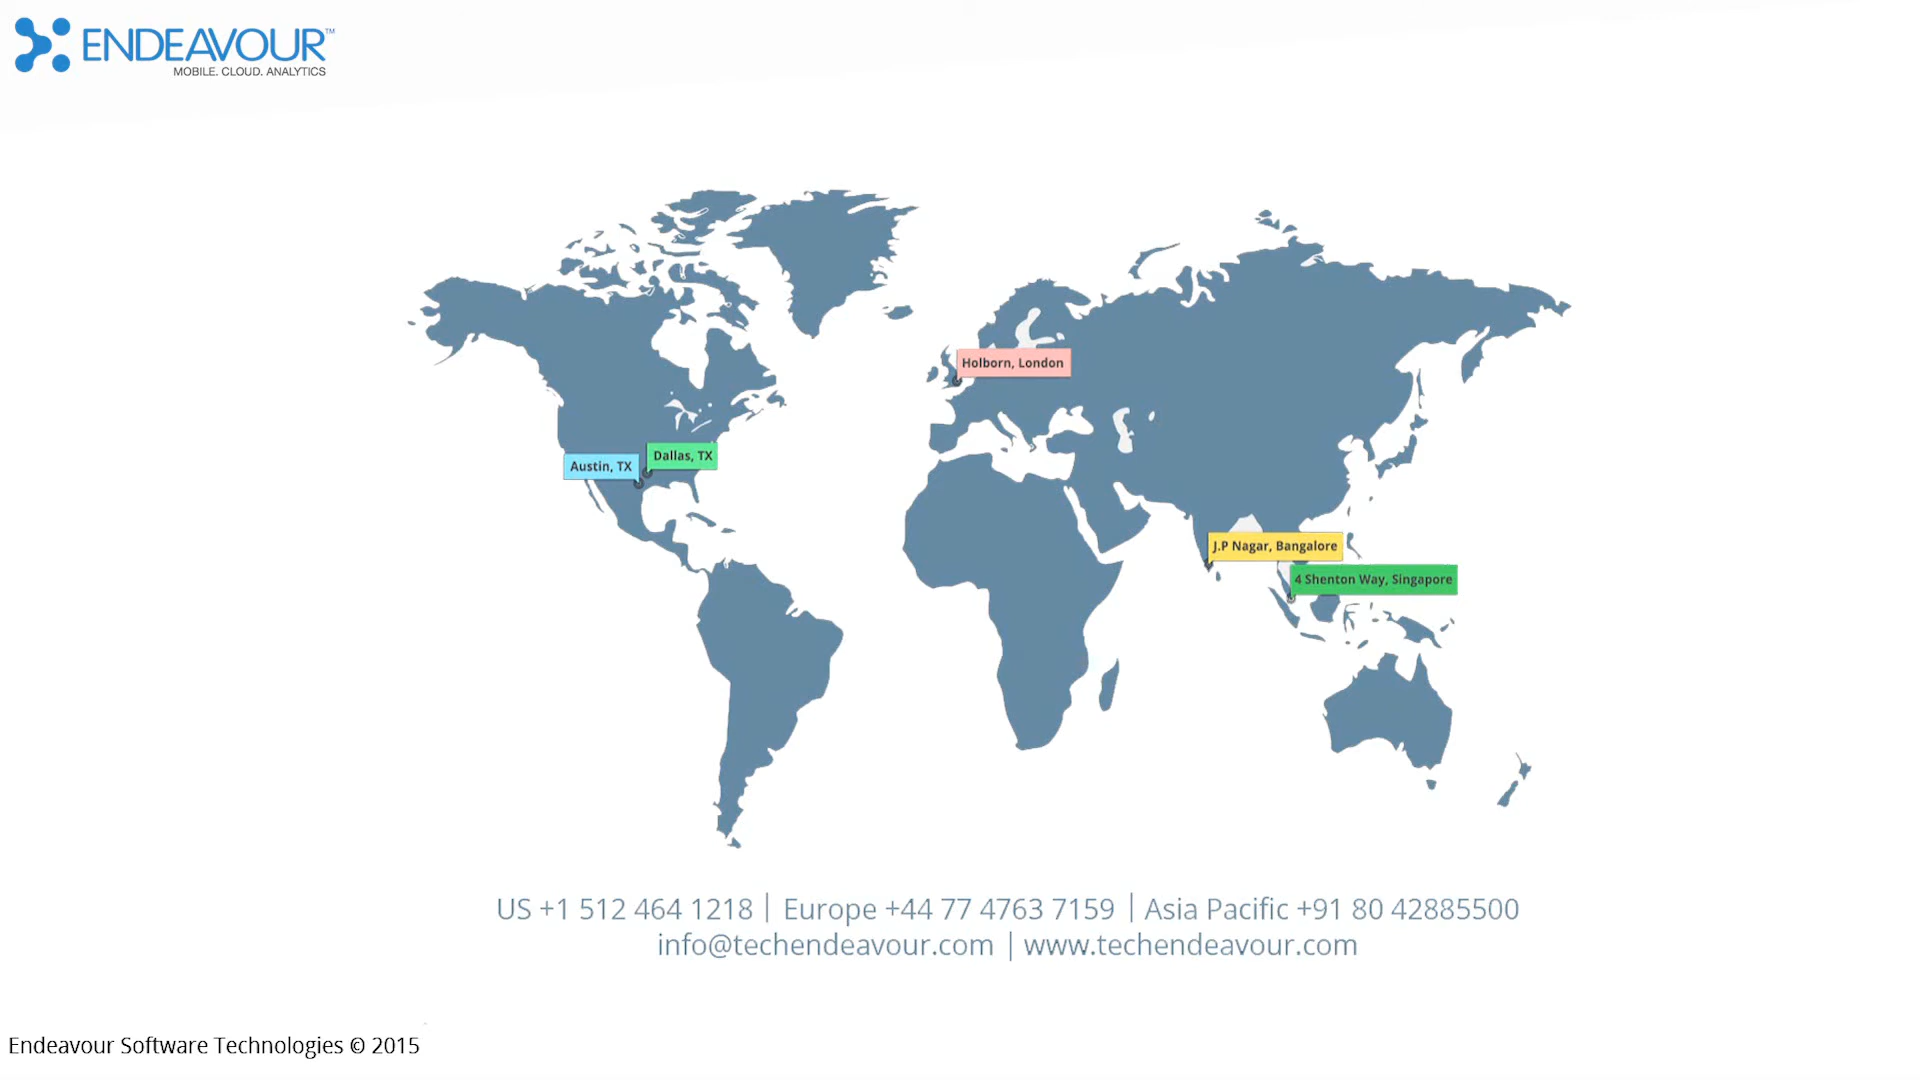 ENDEAVOUR™
MOBILE. CLOUD. ANALYTICS
Holborn, London
Dallas, TX
Austin, TX
J.P Nagar, Bangalore
4 Shenton Way, Singapore
US +1 512 464 1218 | Europe +44 77 4763 7159 | Asia Pacific +91 80 42885500
info@techendeavour.com | www.techendeavour.com
Endeavour Software Technologies © 2015